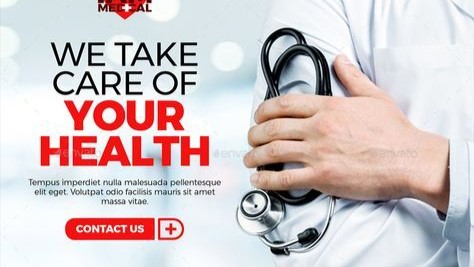 MEDICAL
WE TAKE
CARE OF
YOUR
HEALTH
Tempus imperdiet nulla malesuada pellentesque
elit eget. Volutpat odio facilisis mauris sit amet
massa vitae.
CONTACT US